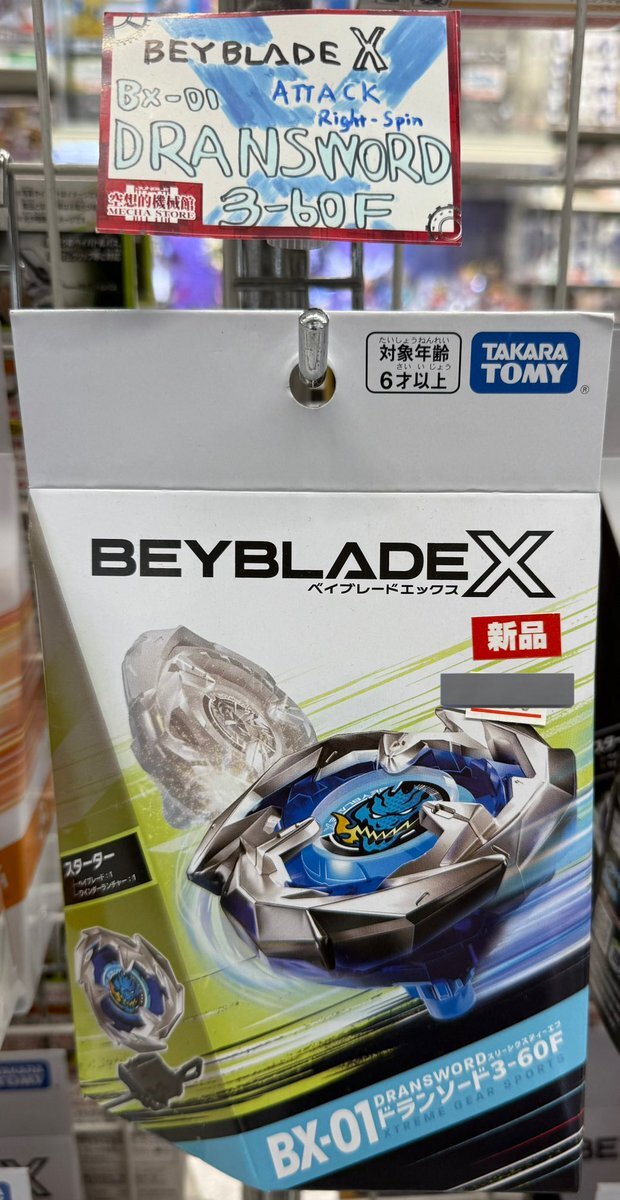 BEYBLADE X
BX-01
ATTACK
Right-Spin
DRANSWORD
空想的機械館
MECHA STORE
3-60F
たいしょうねんれい
対象年齢
さい いじょう
6才以上
TAKARA
TOMY
®
BEYBLADE X
ベイブレードエックス
新品
スターター
DRANSWORD スリーシックスティーエフ
BX-01 ドランソード3-60F
XTREME GEAR SPORTS
TOMY
BEYBLADE